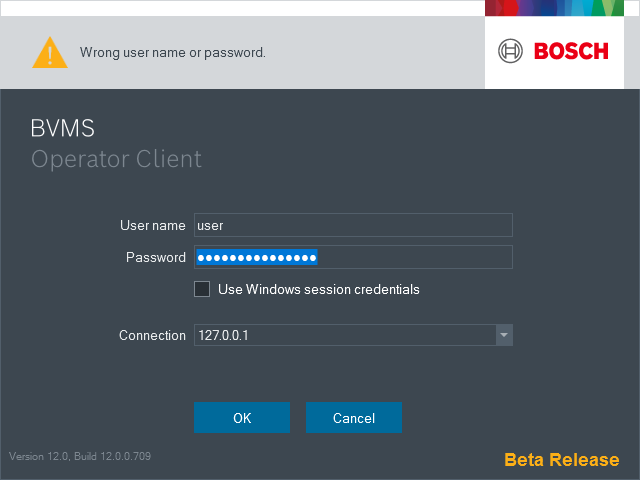 Wrong user name or password.
BOSCH
BVMS
Operator Client
User name user
Password ●●●●●●●●●●●●●●●
Use Windows session credentials
Connection 127.0.0.1
OK Cancel
Version 12.0, Build 12.0.0.709
Beta Release